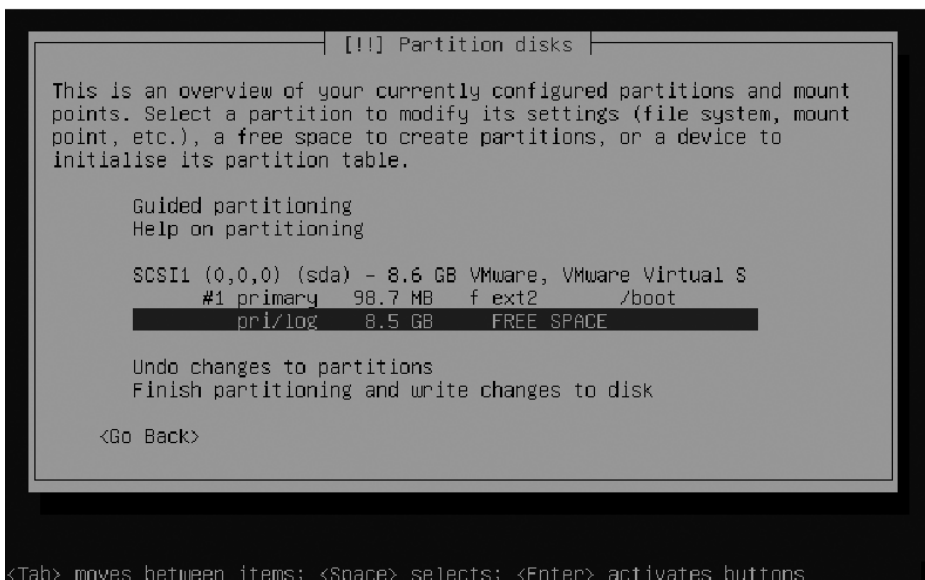 [!!] Partition disks
This is an overview of your currently configured partitions and mount
points. Select a partition to modify its settings (file system, mount
point, etc.), a free space to create partitions, or a device to
initialise its partition table.
Guided partitioning
Help on partitioning
SCSI1 (0,0,0) (sda) - 8.6 GB VMware, VMware Virtual S
#1 primary 98.7 MB f ext2 /boot
pri/log 8.5 GB FREE SPACE
Undo changes to partitions
Finish partitioning and write changes to disk
<Go Back>
<Tab> moves between items; <Space> selects; <Enter> activates buttons